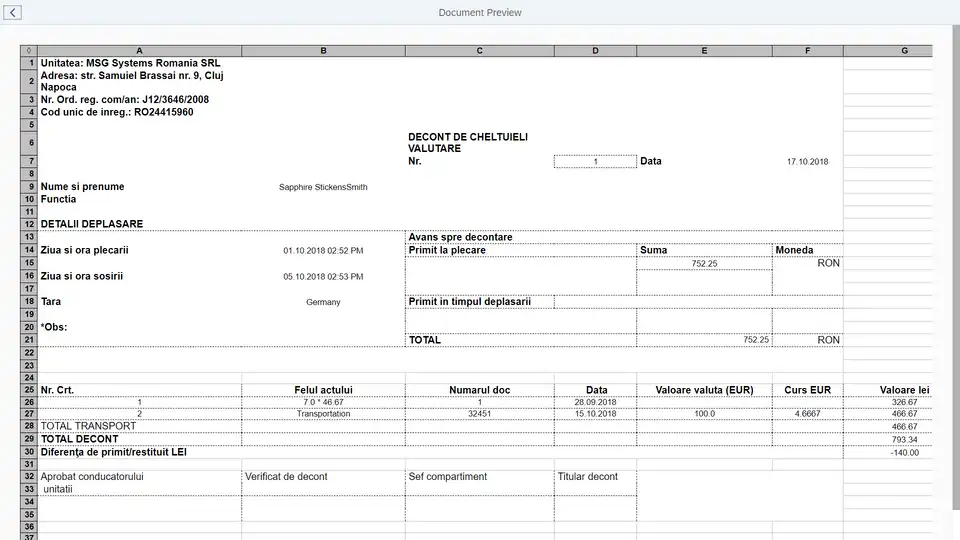 Document Preview
◊ A B C D E F G
1 Unitatea: MSG Systems Romania SRL
2 Adresa: str. Samuiel Brassai nr. 9, Cluj
Napoca
3 Nr. Ord. reg. com/an: J12/3646/2008
4 Cod unic de inreg.: RO24415960
5
6 DECONT DE CHELTUIELI
VALUTARE
7 Nr. 1 Data 17.10.2018
8
9 Nume si prenume Sapphire StickensSmith
10 Functia
11
12 DETALII DEPLASARE
13 Avans spre decontare
14 Ziua si ora plecarii 01.10.2018 02:52 PM Primit la plecare Suma Moneda
15 752.25 RON
16 Ziua si ora sosirii 05.10.2018 02:53 PM
17
18 Tara Germany Primit in timpul deplasarii
19
20 *Obs:
21 TOTAL 752.25 RON
22
23
24
25 Nr. Crt. Felul actului Numarul doc Data Valoare valuta (EUR) Curs EUR Valoare lei
26 1 7.0 * 46.67 1 28.09.2018 326.67
27 2 Transportation 32451 15.10.2018 100.0 4.6667 466.67
28 TOTAL TRANSPORT 466.67
29 TOTAL DECONT 793.34
30 Diferenţa de primit/restituit LEI -140.00
31
32 Aprobat conducatorului Verificat de decont Sef compartiment Titular decont
33 unitatii
34
35
36
37